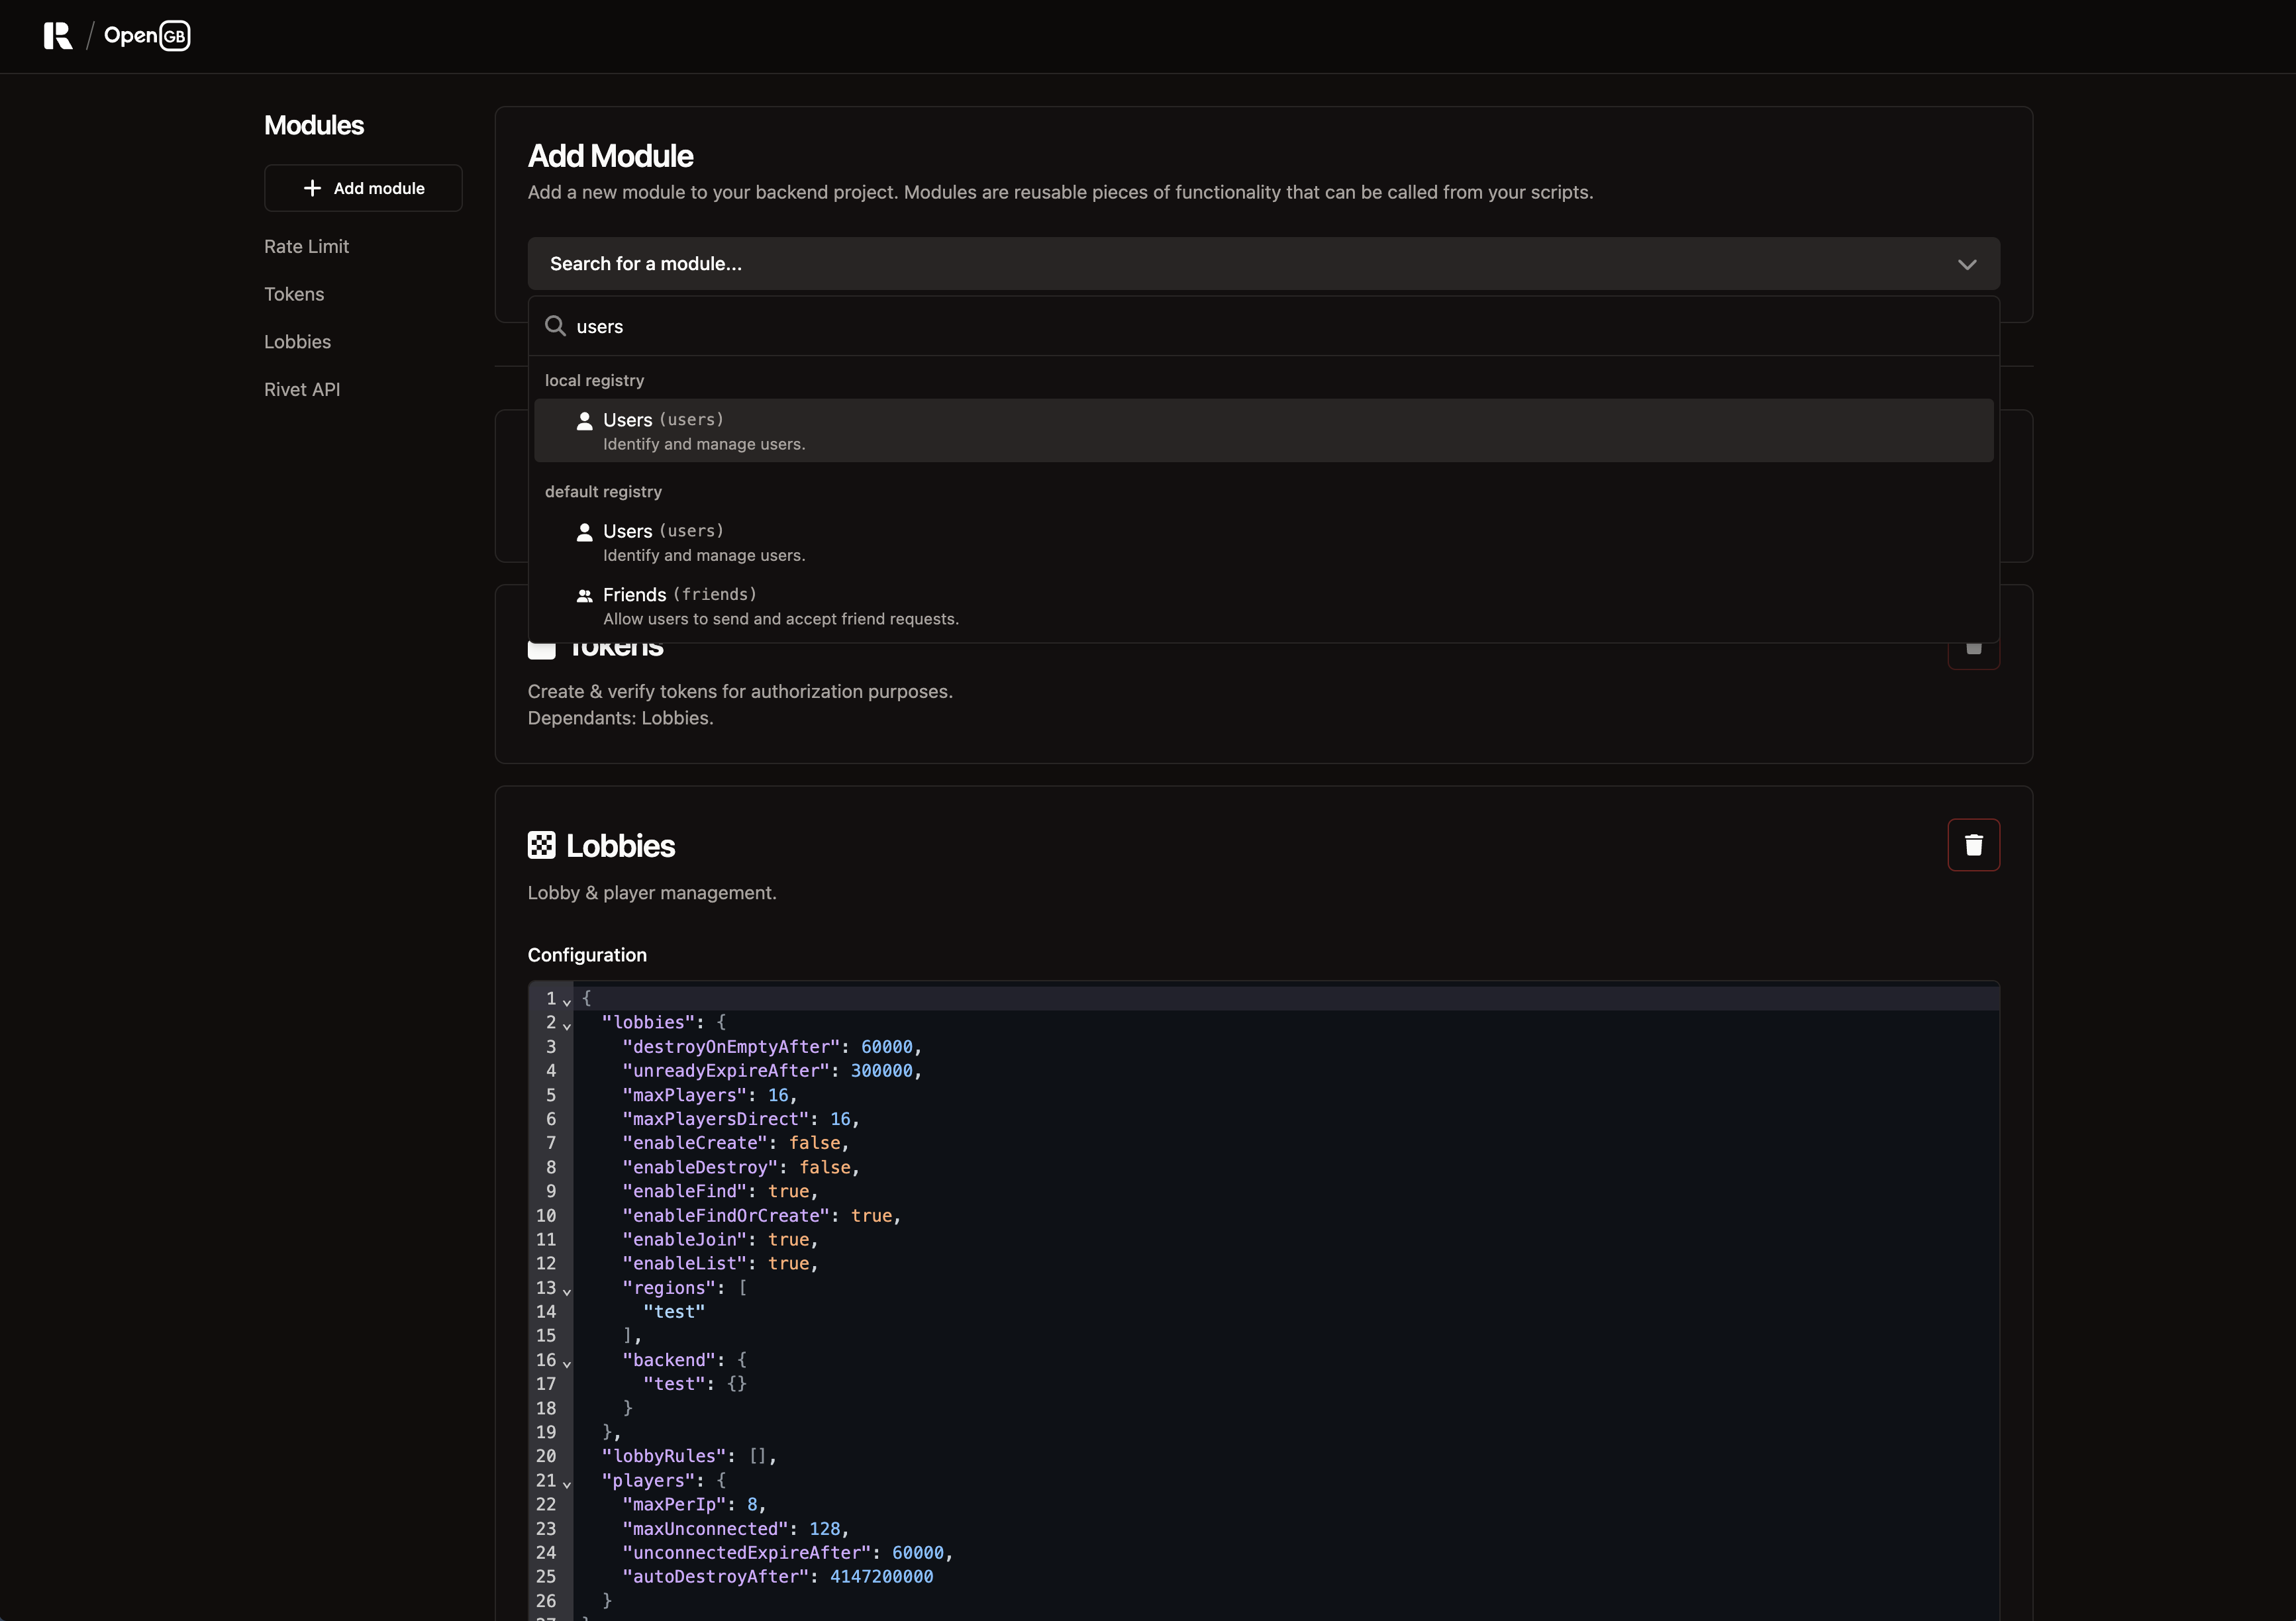 R / OpenGB
Modules
Add module
Rate Limit
Tokens
Lobbies
Rivet API
Add Module
Add a new module to your backend project. Modules are reusable pieces of functionality that can be called from your scripts.
Search for a module...
users
local registry
Users (users)
Identify and manage users.
default registry
Users (users)
Identify and manage users.
Friends (friends)
Allow users to send and accept friend requests.
Tokens
Create & verify tokens for authorization purposes.
Dependants: Lobbies.
Lobbies
Lobby & player management.
Configuration
1 {
2 "lobbies": {
3 "destroyOnEmptyAfter": 60000,
4 "unreadyExpireAfter": 300000,
5 "maxPlayers": 16,
6 "maxPlayersDirect": 16,
7 "enableCreate": false,
8 "enableDestroy": false,
9 "enableFind": true,
10 "enableFindOrCreate": true,
11 "enableJoin": true,
12 "enableList": true,
13 "regions": [
14 "test"
15 ],
16 "backend": {
17 "test": {}
18 }
19 },
20 "lobbyRules": [],
21 "players": {
22 "maxPerIp": 8,
23 "maxUnconnected": 128,
24 "unconnectedExpireAfter": 60000,
25 "autoDestroyAfter": 4147200000
26 }